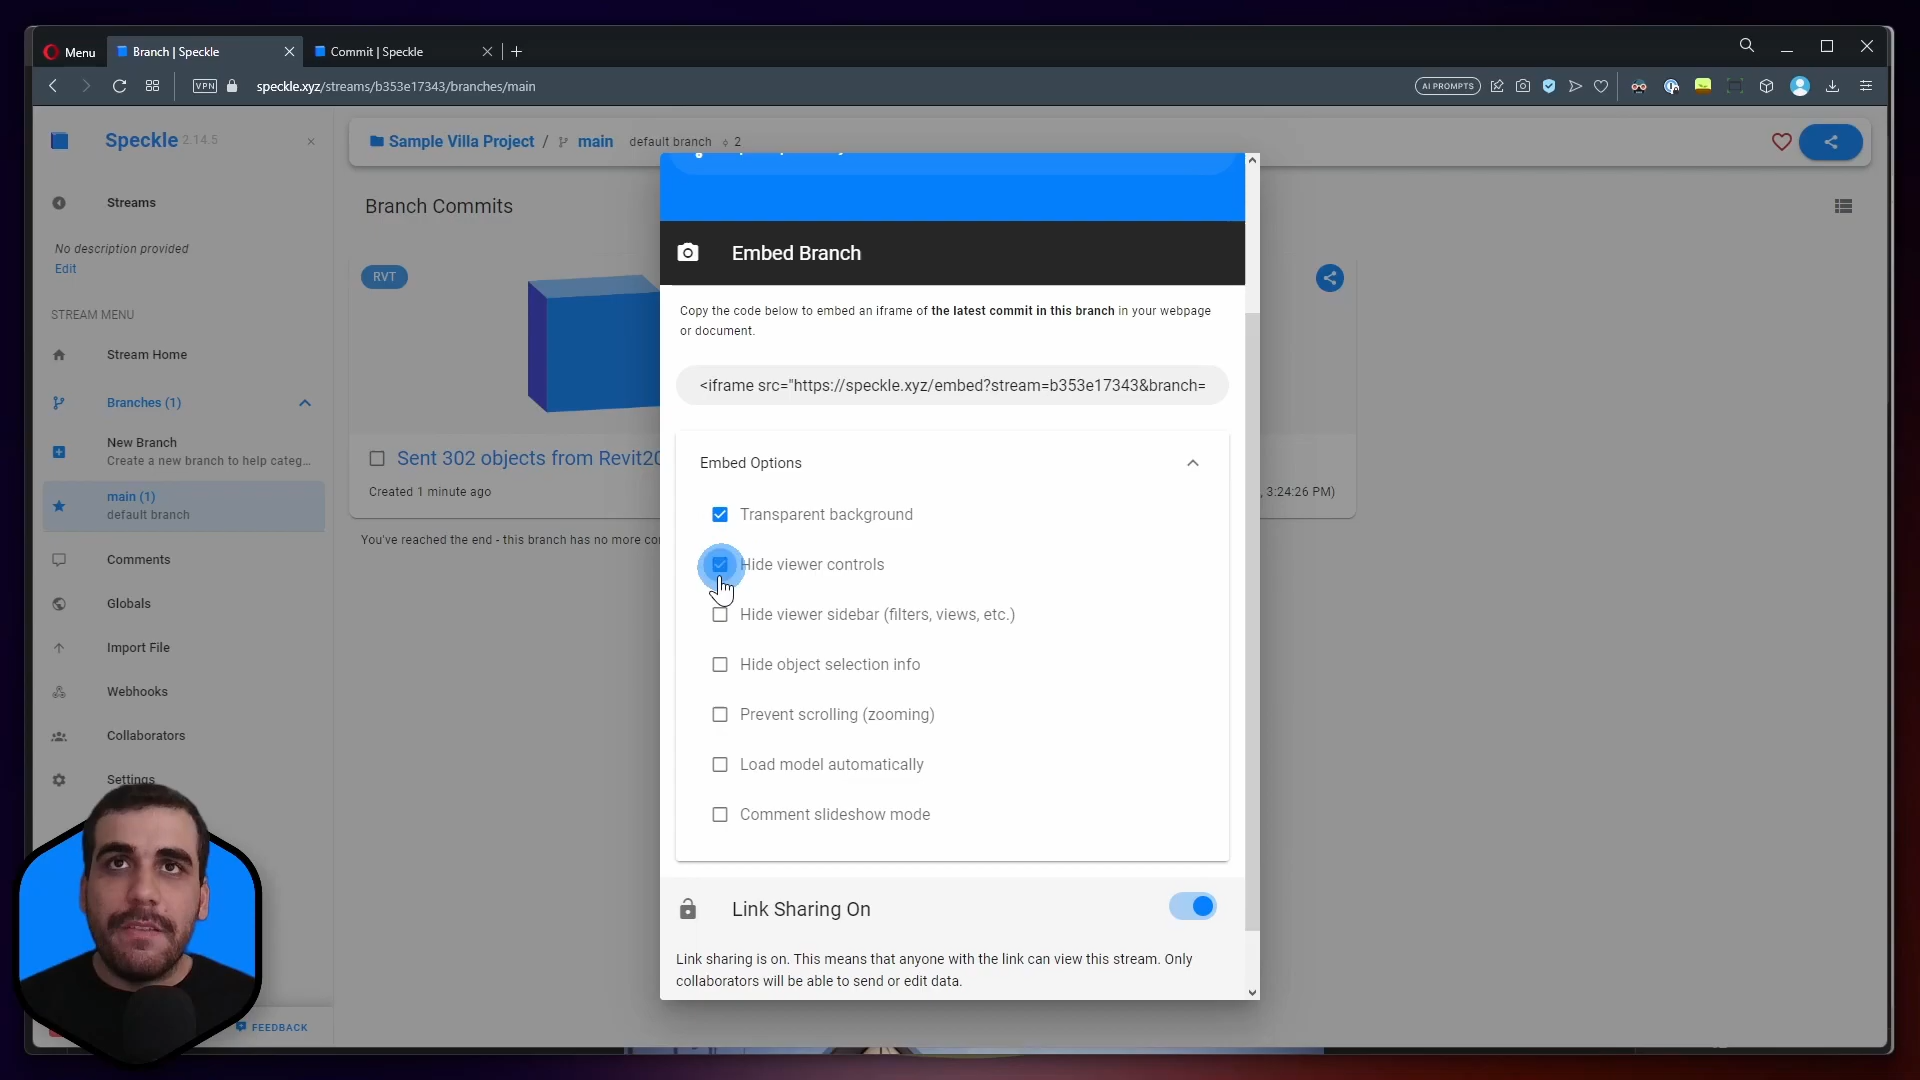 Menu
Branch | Speckle
Commit | Speckle
VPN
speckle.xyz/streams/b353e17343/branches/main
AI PROMPTS
Speckle 2.14.5
Sample Villa Project / main default branch 2
Streams
Branch Commits
No description provided
Edit
RVT
STREAM MENU
Stream Home
Branches (1)
New Branch
Create a new branch to help categ...
main (1)
default branch
Comments
Globals
Import File
Webhooks
Collaborators
Settings
FEEDBACK
Sent 302 objects from Revit20
Created 1 minute ago
, 3:24:26 PM)
You've reached the end - this branch has no more co
Embed Branch
Copy the code below to embed an iframe of the latest commit in this branch in your webpage
or document.
<iframe src="https://speckle.xyz/embed?stream=b353e17343&branch=
Embed Options
Transparent background
Hide viewer controls
Hide viewer sidebar (filters, views, etc.)
Hide object selection info
Prevent scrolling (zooming)
Load model automatically
Comment slideshow mode
Link Sharing On
Link sharing is on. This means that anyone with the link can view this stream. Only
collaborators will be able to send or edit data.